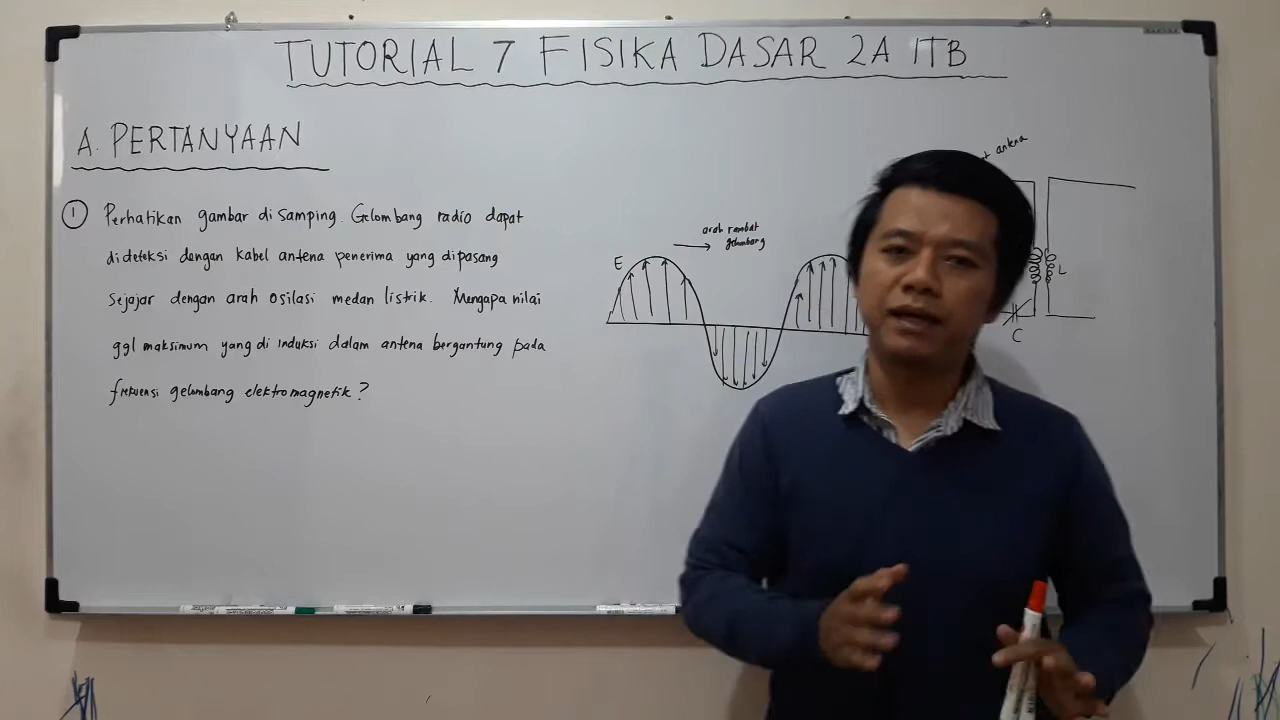 TUTORIAL 7 FISIKA DASAR 2A ITB
A. PERTANYAAN
1 Perhatikan gambar di samping. Gelombang radio dapat
dideteksi dengan kabel antena penerima yang dipasang
sejajar dengan arah osilasi medan listrik. Mengapa nilai
ggl maksimum yang di induksi dalam antena bergantung pada
frekuensi gelombang elektromagnetik?
arah rambat
gelombang
E
antena
L
C